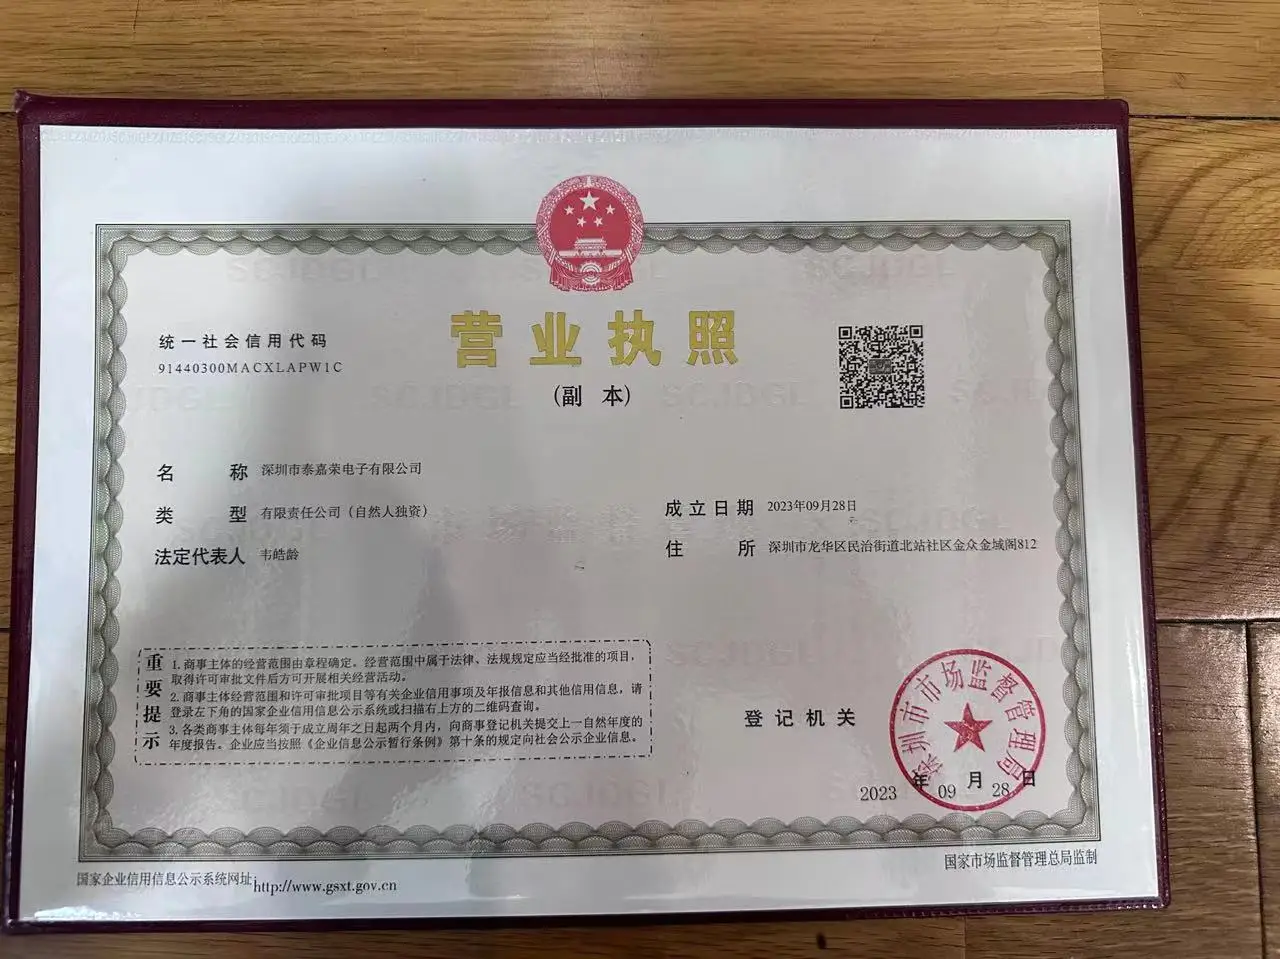 营业执照
（副 本）
统一社会信用代码
91440300MACXLAPW1C
名 称 深圳市泰嘉荣电子有限公司
类 型 有限责任公司（自然人独资）
法定代表人 韦皓龄
成立日期 2023年09月28日
住 所 深圳市龙华区民治街道北站社区金众金域阁812
重要提示
1. 商事主体的经营范围由章程确定。经营范围中属于法律、法规规定应当经批准的项目，
取得许可审批文件后方可开展相关经营活动。
2. 商事主体经营范围和许可审批项目等有关企业信用事项及年报信息和其他信用信息，请
登录左下角的国家企业信用信息公示系统或扫描右上方的二维码查询。
3. 各类商事主体每年须于成立周年之日起两个月内，向商事登记机关提交上一自然年度的
年度报告。企业应当按照《企业信息公示暂行条例》第十条的规定向社会公示企业信息。
登记机关
深圳市市场监督管理局
2023 年 09 月 28 日
国家企业信用信息公示系统网址 http://www.gsxt.gov.cn
国家市场监督管理总局监制